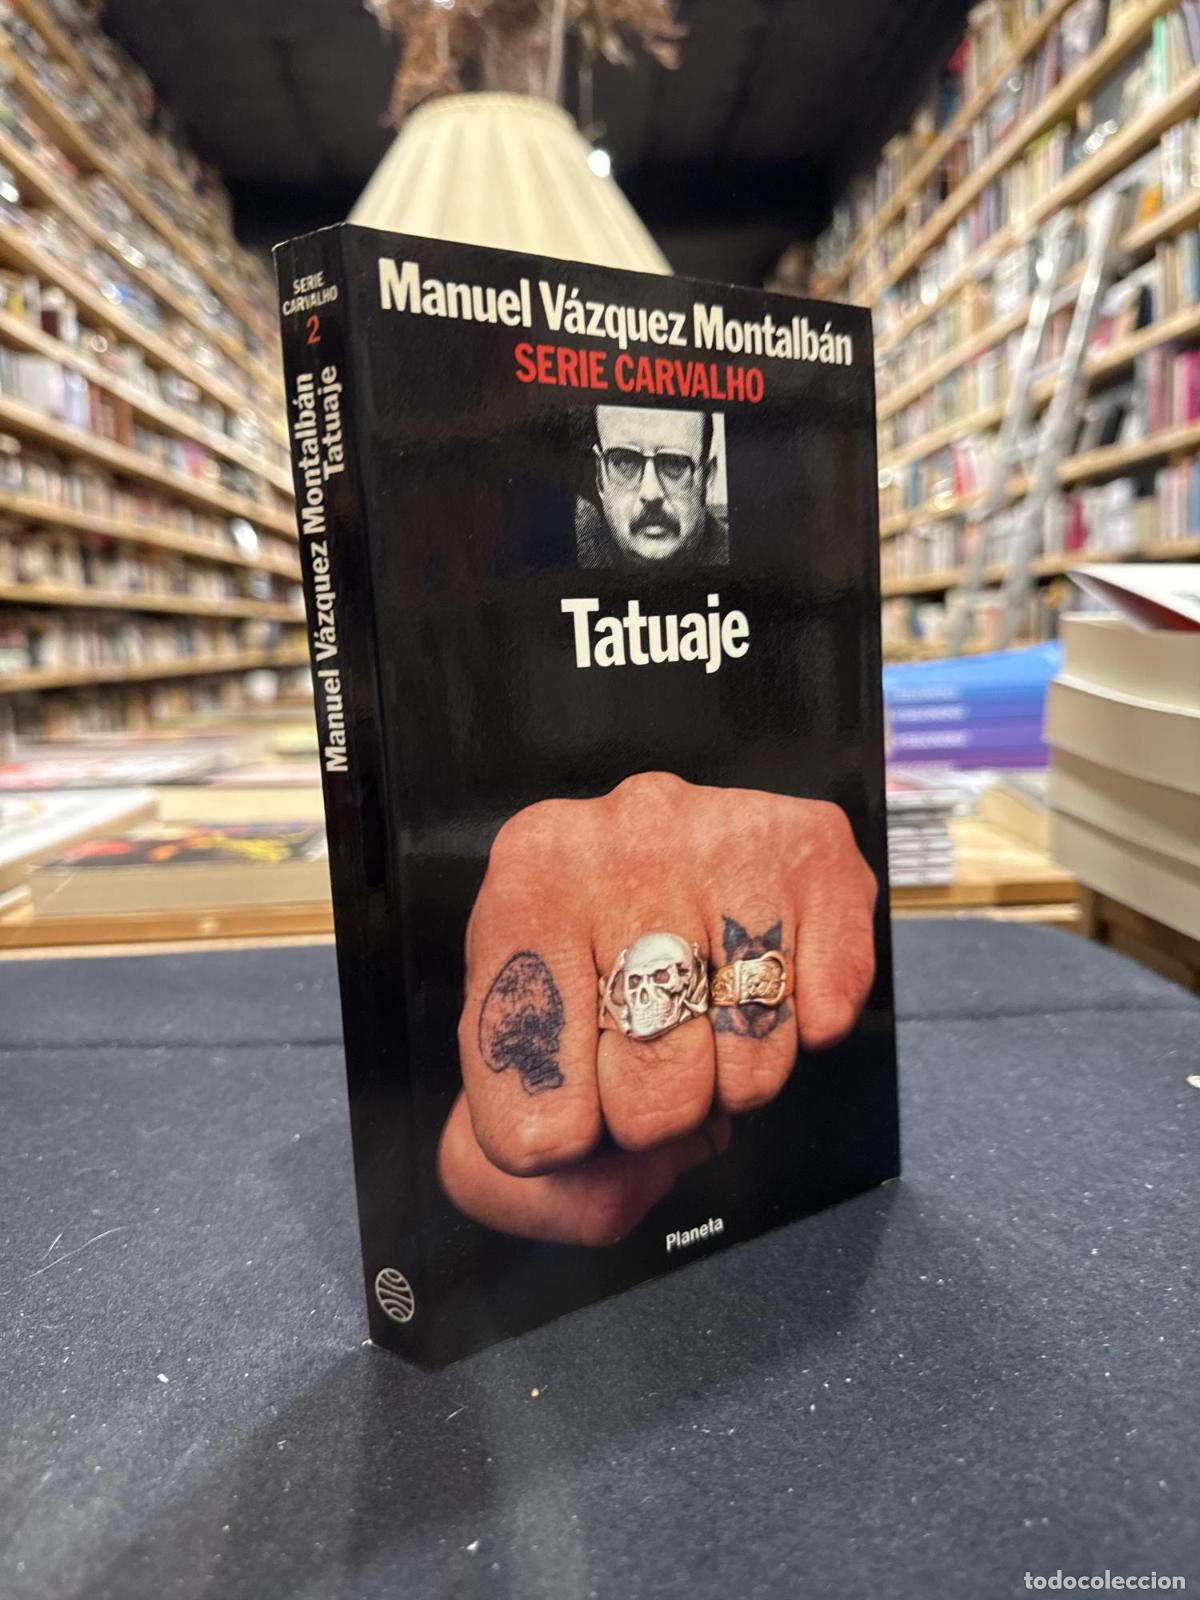 Manuel Vázquez Montalbán
SERIE CARVALHO
Tatuaje
Planeta
SERIE
CARVALHO
2
Manuel Vázquez Montalbán
Tatuaje
todocoleccion